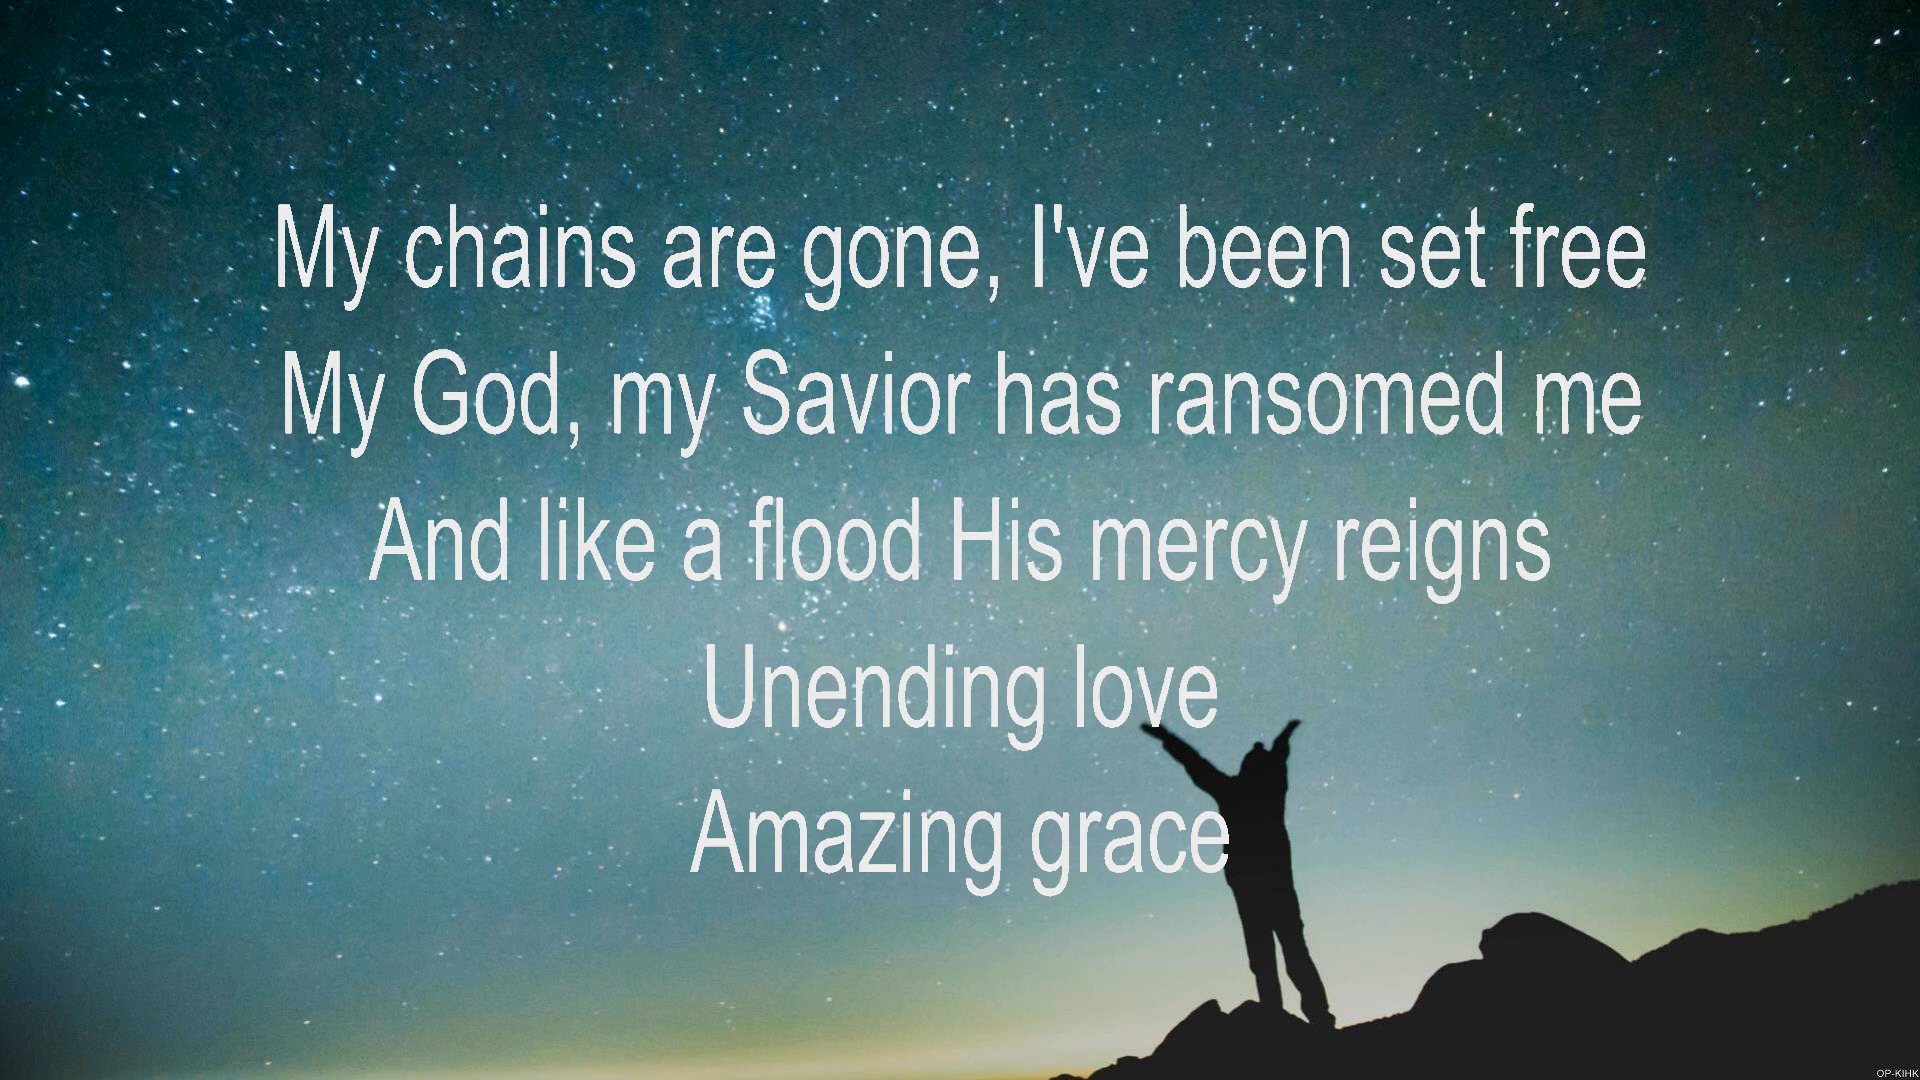 My chains are gone, I've been set free
My God, my Savior has ransomed me
And like a flood His mercy reigns
Unending love
Amazing grace
OP-KIHK